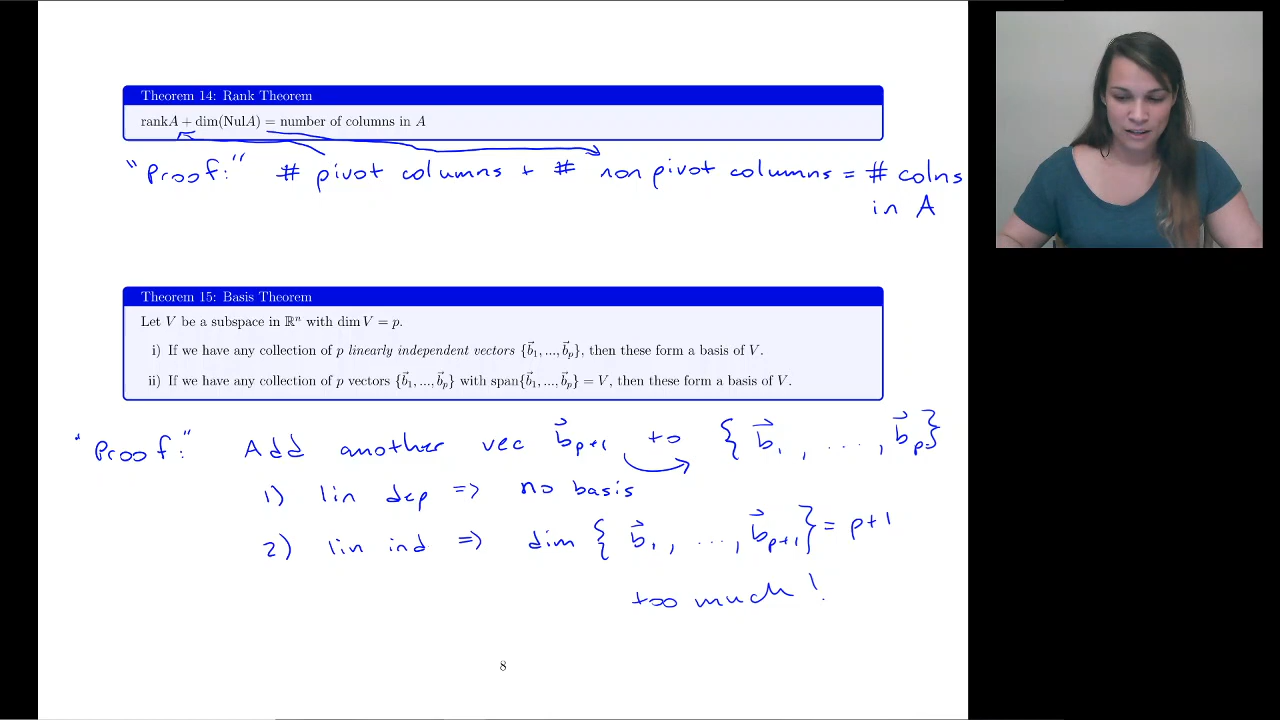 Theorem 14: Rank Theorem
rankA + dim(NulA) = number of columns in A
"Proof:" # pivot columns + # non pivot columns = # colns
in A
Theorem 15: Basis Theorem
Let V be a subspace in ℝⁿ with dim V = p.
i) If we have any collection of p linearly independent vectors {b⃗₁, ..., b⃗ₚ}, then these form a basis of V.
ii) If we have any collection of p vectors {b⃗₁, ..., b⃗ₚ} with span{b⃗₁, ..., b⃗ₚ} = V, then these form a basis of V.
"Proof:" Add another vec b⃗ₚ₊₁ to { b⃗₁, ..., b⃗ₚ}
1) lin dep => no basis
2) lin ind => dim { b⃗₁, ..., b⃗ₚ₊₁} = p+1
too much!
8